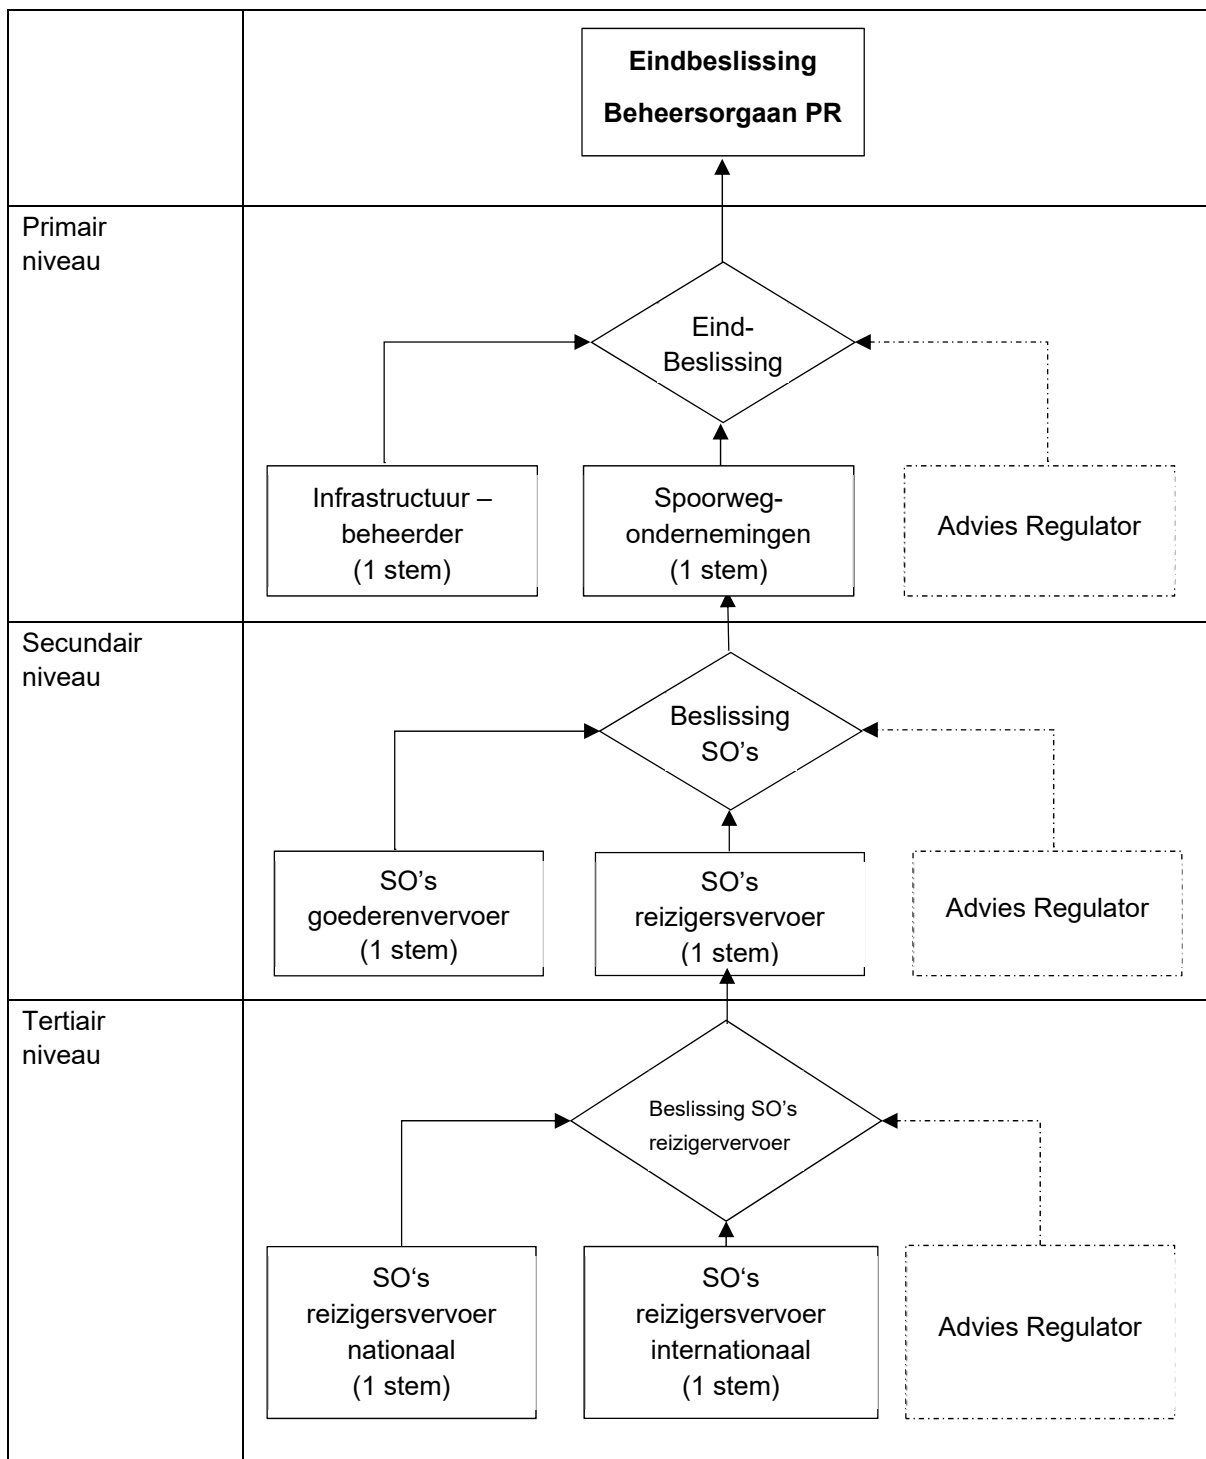 Eindbeslissing
Beheersorgaan PR
Primair
niveau
Eind-
Beslissing
Infrastructuur –
beheerder
(1 stem)
Spoorweg-
ondernemingen
(1 stem)
Advies Regulator
Secundair
niveau
Beslissing
SO’s
SO’s
goederenvervoer
(1 stem)
SO’s
reizigersvervoer
(1 stem)
Advies Regulator
Tertiair
niveau
Beslissing SO’s
reizigervervoer
SO‘s
reizigersvervoer
nationaal
(1 stem)
SO‘s
reizigersvervoer
internationaal
(1 stem)
Advies Regulator